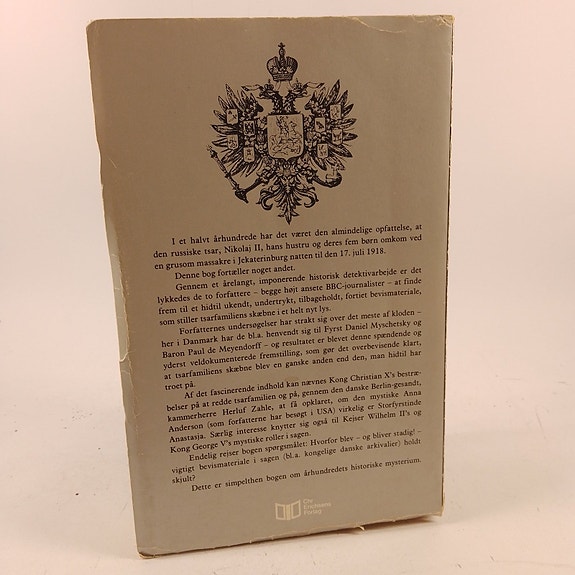 I et halvt århundrede har det været den almindelige opfattelse, at
den russiske tsar, Nikolaj II, hans hustru og deres fem børn omkom ved
en grusom massakre i Jekaterinburg natten til den 17. juli 1918.
Denne bog fortæller noget andet.
Gennem et årelangt, imponerende historisk detektivarbejde er det
lykkedes de to forfattere – begge højt ansete BBC-journalister – at finde
frem til et hidtil ukendt, undertrykt, tilbageholdt, fortiet bevismateriale,
som stiller tsarfamiliens skæbne i et helt nyt lys.
Forfatternes undersøgelser har strakt sig over det meste af kloden –
her i Danmark har de bl.a. henvendt sig til Fyrst Daniel Myschetsky og
Baron Paul de Meyendorff – og resultatet er blevet denne spændende og
yderst veldokumenterede fremstilling, som gør det overbevisende klart,
at tsarfamiliens skæbne blev en ganske anden end den, man hidtil har
troet på.
Af det fascinerende indhold kan nævnes Kong Christian X's bestræ-
belser på at redde tsarfamilien og på, gennem den danske Berlin-gesandt,
kammerherre Herluf Zahle, at få opklaret, om den mystiske Anna
Anderson (som forfatterne har besøgt i USA) virkelig er Storfyrstinde
Anastasja. Særlig interesse knytter sig også til Kejser Wilhelm II's og
Kong George V's mystiske roller i sagen.
Endelig rejser bogen spørgsmålet: Hvorfor blev – og bliver stadig! –
vigtigt bevismateriale i sagen (bl.a. kongelige danske arkivalier) holdt
skjult?
Dette er simpelthen bogen om århundredets historiske mysterium.
Chr.
Erichsens
Forlag